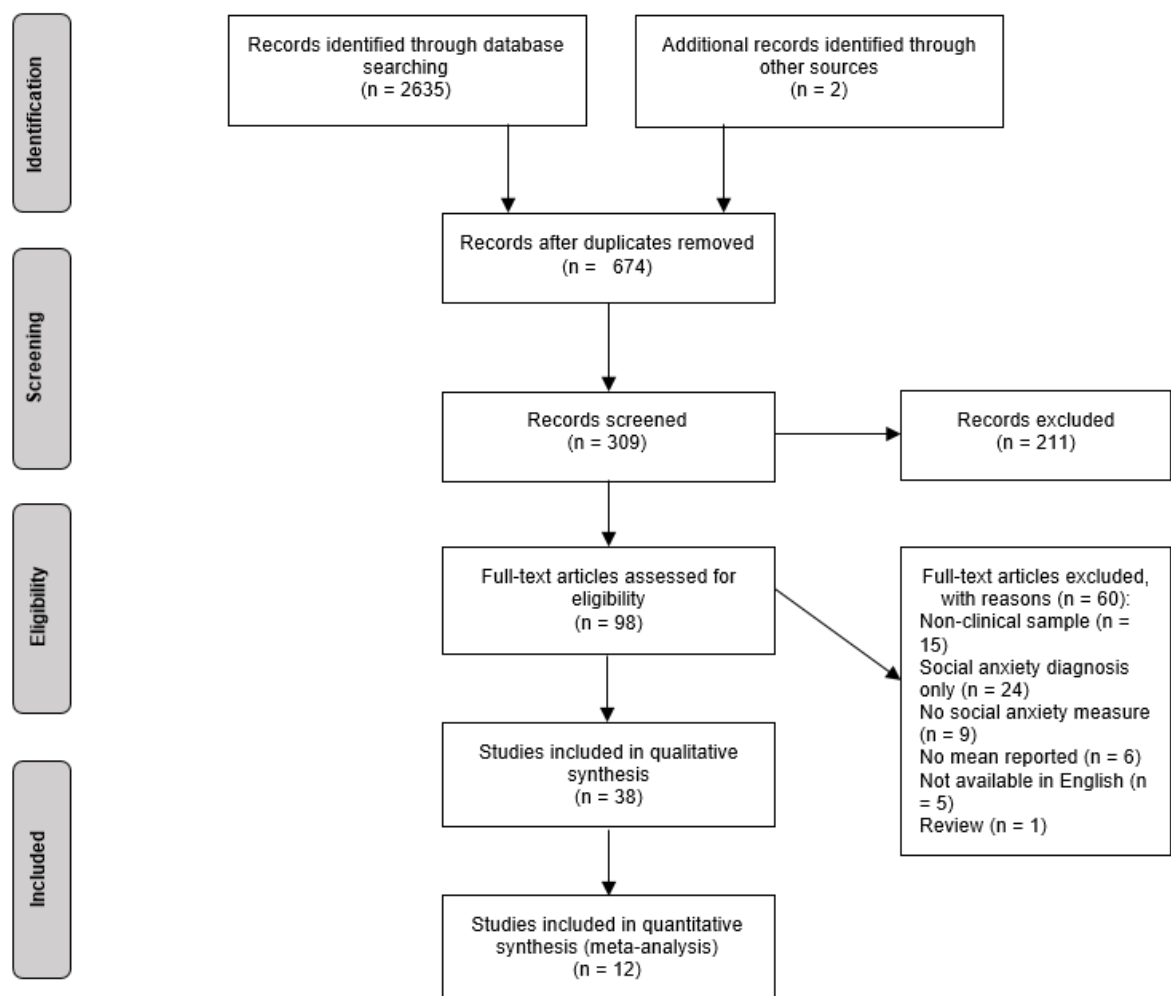 Identification
Records identified through database
searching
(n = 2635)
Additional records identified through
other sources
(n = 2)
Records after duplicates removed
(n = 674)
Screening
Records screened
(n = 309)
Records excluded
(n = 211)
Eligibility
Full-text articles assessed for
eligibility
(n = 98)
Full-text articles excluded,
with reasons (n = 60):
Non-clinical sample (n =
15)
Social anxiety diagnosis
only (n = 24)
No social anxiety measure
(n = 9)
No mean reported (n = 6)
Not available in English (n
= 5)
Review (n = 1)
Studies included in qualitative
synthesis
(n = 38)
Included
Studies included in quantitative
synthesis (meta-analysis)
(n = 12)